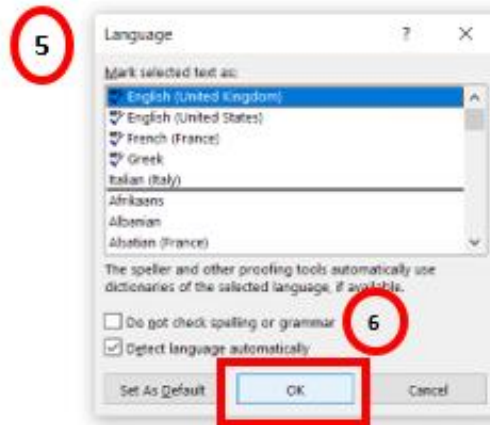 5
Language ? ×
Mark selected text as:
English (United Kingdom)
English (United States)
French (France)
Greek
Italian (Italy)
Afrikaans
Albanian
Alsatian (France)
The speller and other proofing tools automatically use
dictionaries of the selected language, if available.
Do not check spelling or grammar
6
Detect language automatically
Set As Default OK Cancel